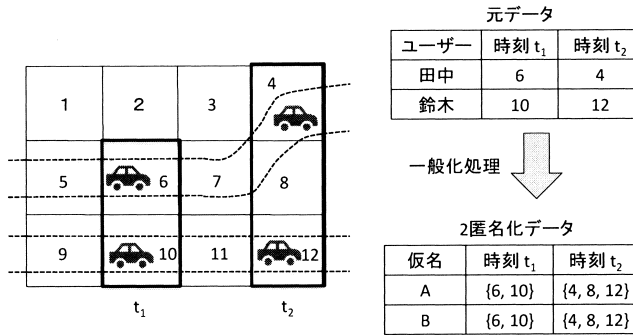 元データ
ユーザー 時刻 t1 時刻 t2
田中 6 4
鈴木 10 12
一般化処理
2匿名化データ
仮名 時刻 t1 時刻 t2
A {6, 10} {4, 8, 12}
B {6, 10} {4, 8, 12}
1 2 3 4
5 6 7 8
9 10 11 12
t1 t2